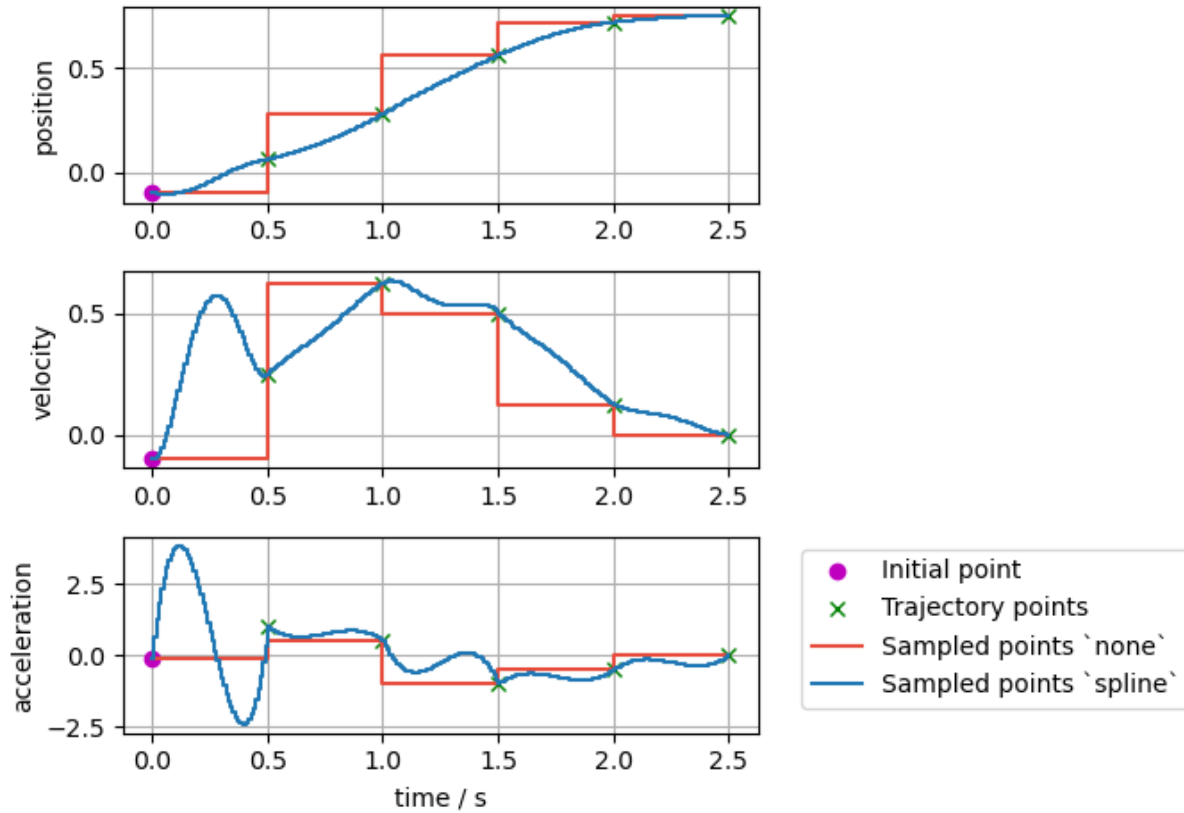 position
0.5
0.0
0.0 0.5 1.0 1.5 2.0 2.5
velocity
0.5
0.0
0.0 0.5 1.0 1.5 2.0 2.5
acceleration
2.5
0.0
−2.5
0.0 0.5 1.0 1.5 2.0 2.5
time / s
Initial point
Trajectory points
Sampled points `none`
Sampled points `spline`